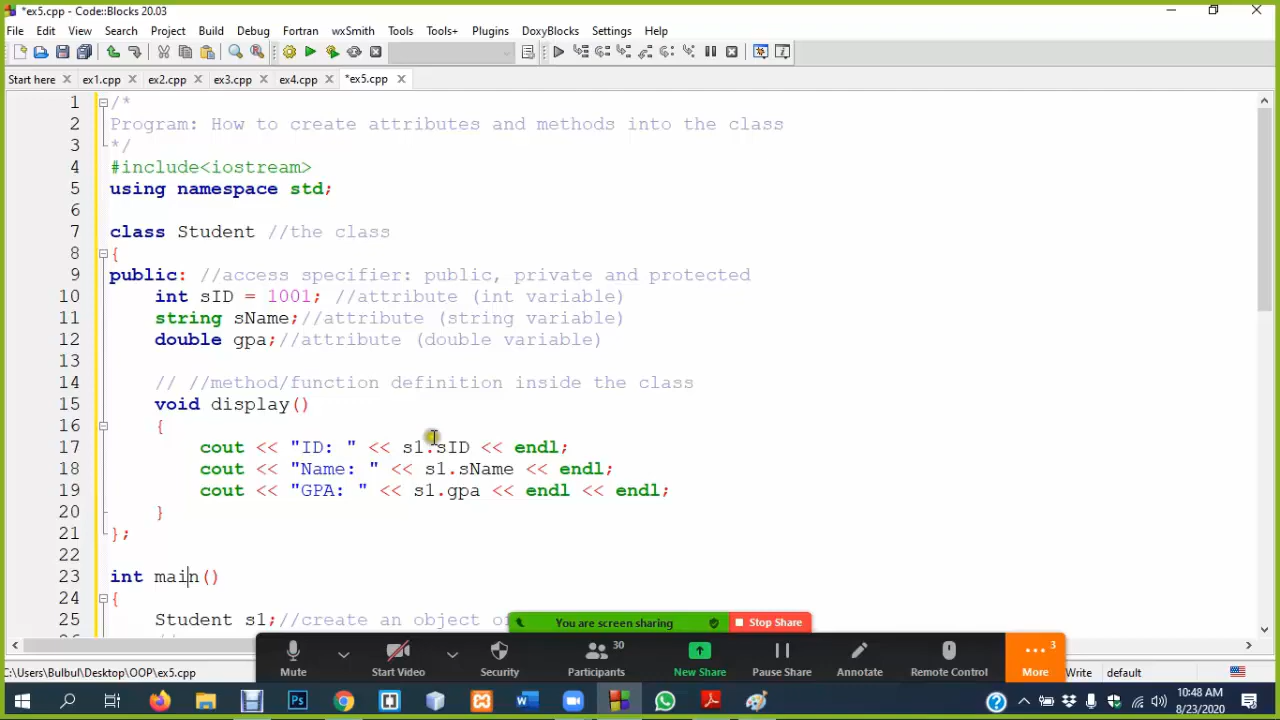 *ex5.cpp - Code::Blocks 20.03
File Edit View Search Project Build Debug Fortran wxSmith Tools Tools+ Plugins DoxyBlocks Settings Help
Start here ex1.cpp ex2.cpp ex3.cpp ex4.cpp *ex5.cpp
1 /*
2 Program: How to create attributes and methods into the class
3 */
4 #include<iostream>
5 using namespace std;
6
7 class Student //the class
8 {
9 public: //access specifier: public, private and protected
10 int sID = 1001; //attribute (int variable)
11 string sName;//attribute (string variable)
12 double gpa;//attribute (double variable)
13
14 // //method/function definition inside the class
15 void display()
16 {
17 cout << "ID: " << s1.sID << endl;
18 cout << "Name: " << s1.sName << endl;
19 cout << "GPA: " << s1.gpa << endl << endl;
20 }
21 };
22
23 int main()
24 {
25 Student s1;//create an object of
You are screen sharing Stop Share
30 3
Mute Start Video Security Participants New Share Pause Share Annotate Remote Control More
C:\Users\Bulbul\Desktop\OOP\ex5.cpp Write default
Ps W
10:48 AM
8/23/2020